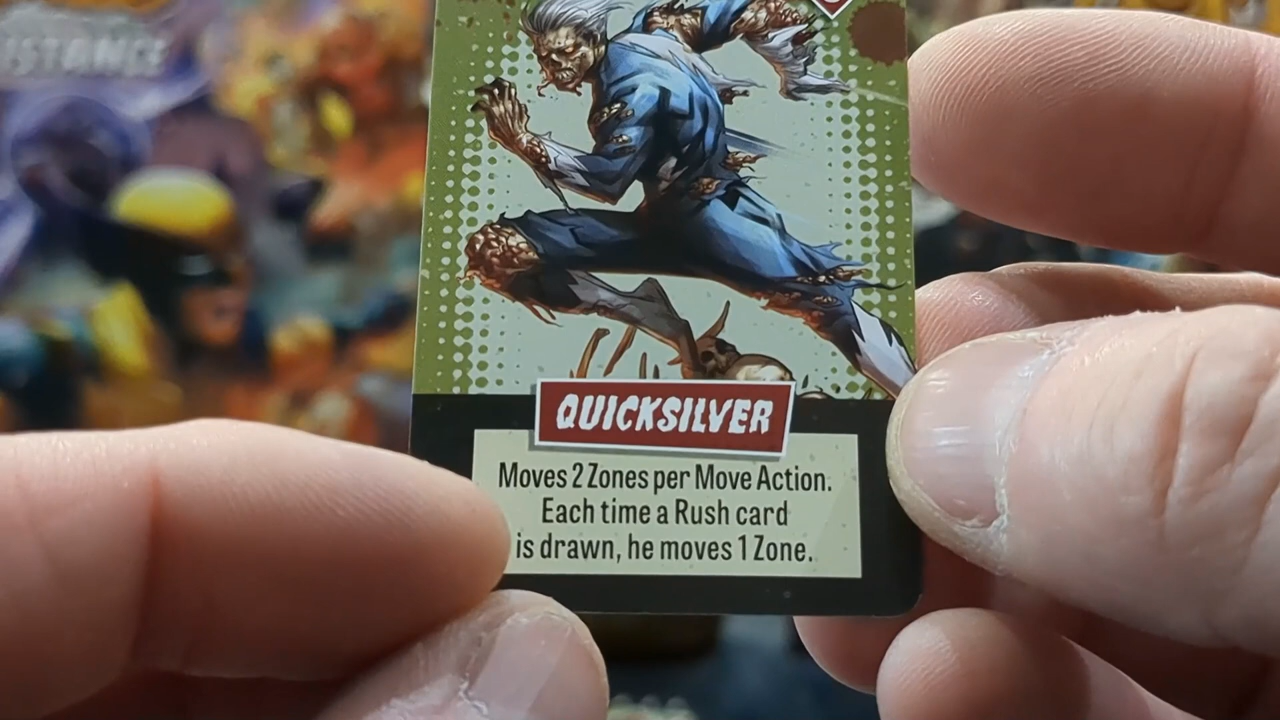 QUICKSILVER
Moves 2 Zones per Move Action.
Each time a Rush card
is drawn, he moves 1 Zone.